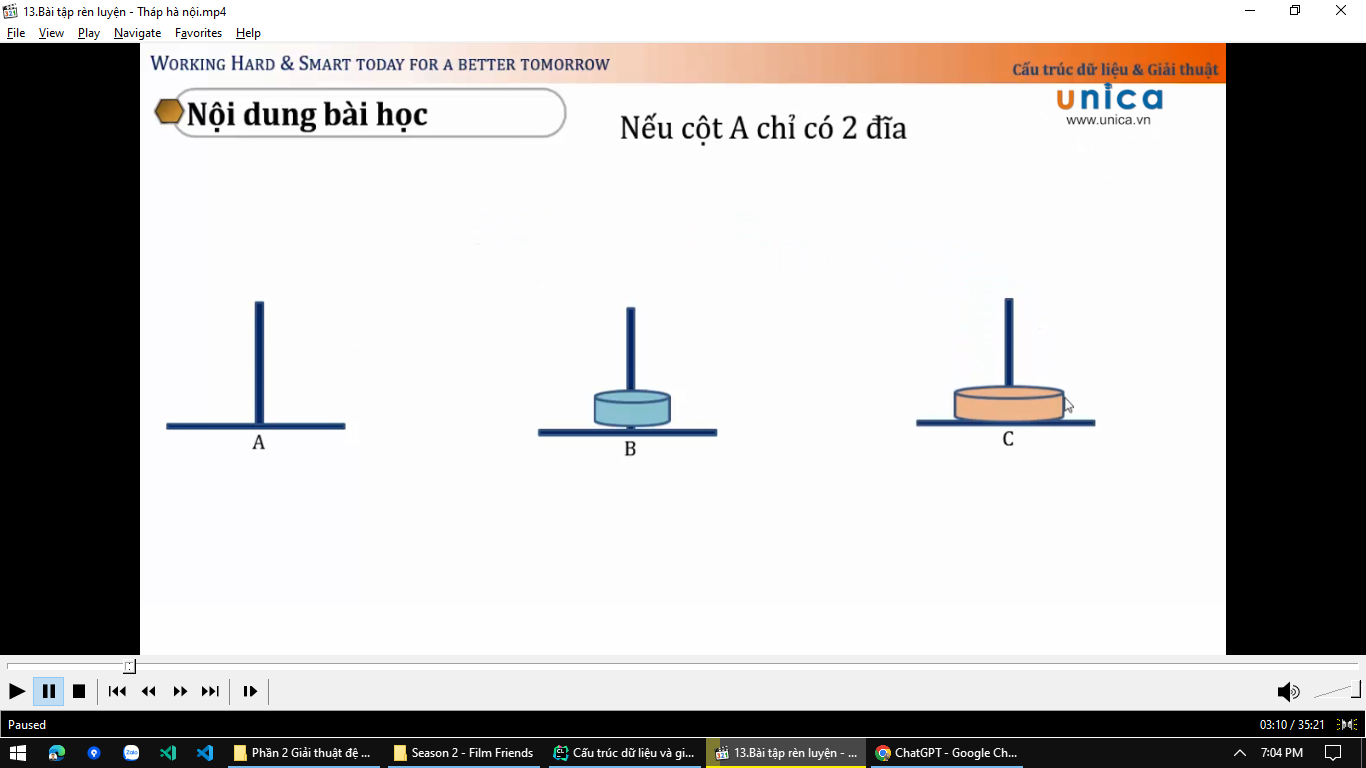 13.Bài tập rèn luyện - Tháp hà nội.mp4
File View Play Navigate Favorites Help
WORKING HARD & SMART TODAY FOR A BETTER TOMORROW
Cấu trúc dữ liệu & Giải thuật
Nội dung bài học
unica
www.unica.vn
Nếu cột A chỉ có 2 đĩa
A
B
C
Paused
03:10 / 35:21
Zalo
CL
Phần 2 Giải thuật đệ ...
Season 2 - Film Friends
Cấu trúc dữ liệu và gi...
321
13.Bài tập rèn luyện - ...
ChatGPT - Google Ch...
7:04 PM